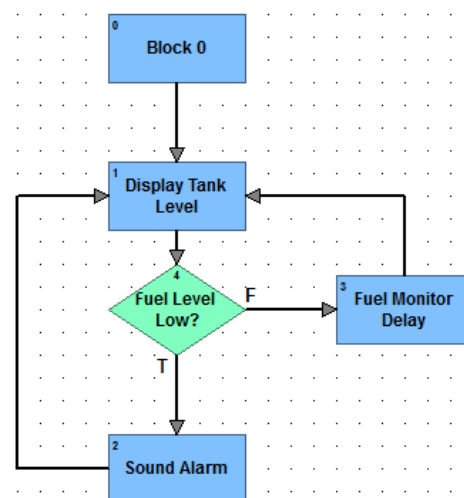 0
Block 0
1
Display Tank
Level
4
Fuel Level
Low?
F
3
Fuel Monitor
Delay
T
2
Sound Alarm